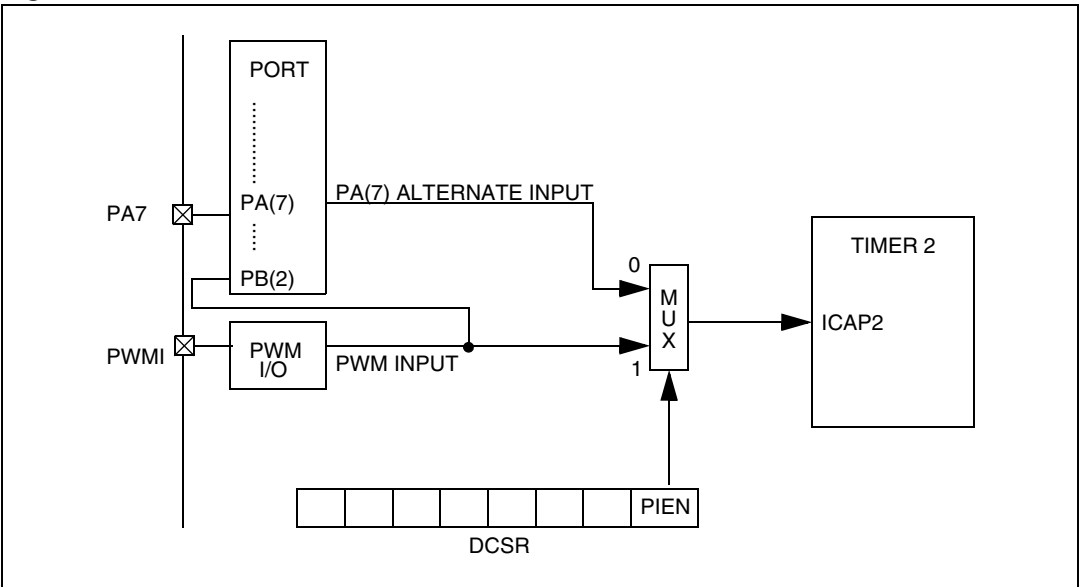 PORT
PA(7)
PA(7) ALTERNATE INPUT
PA7
PB(2)
0
MUX
TIMER 2
ICAP2
PWMI
PWM
I/O
PWM INPUT
1
PIEN
DCSR